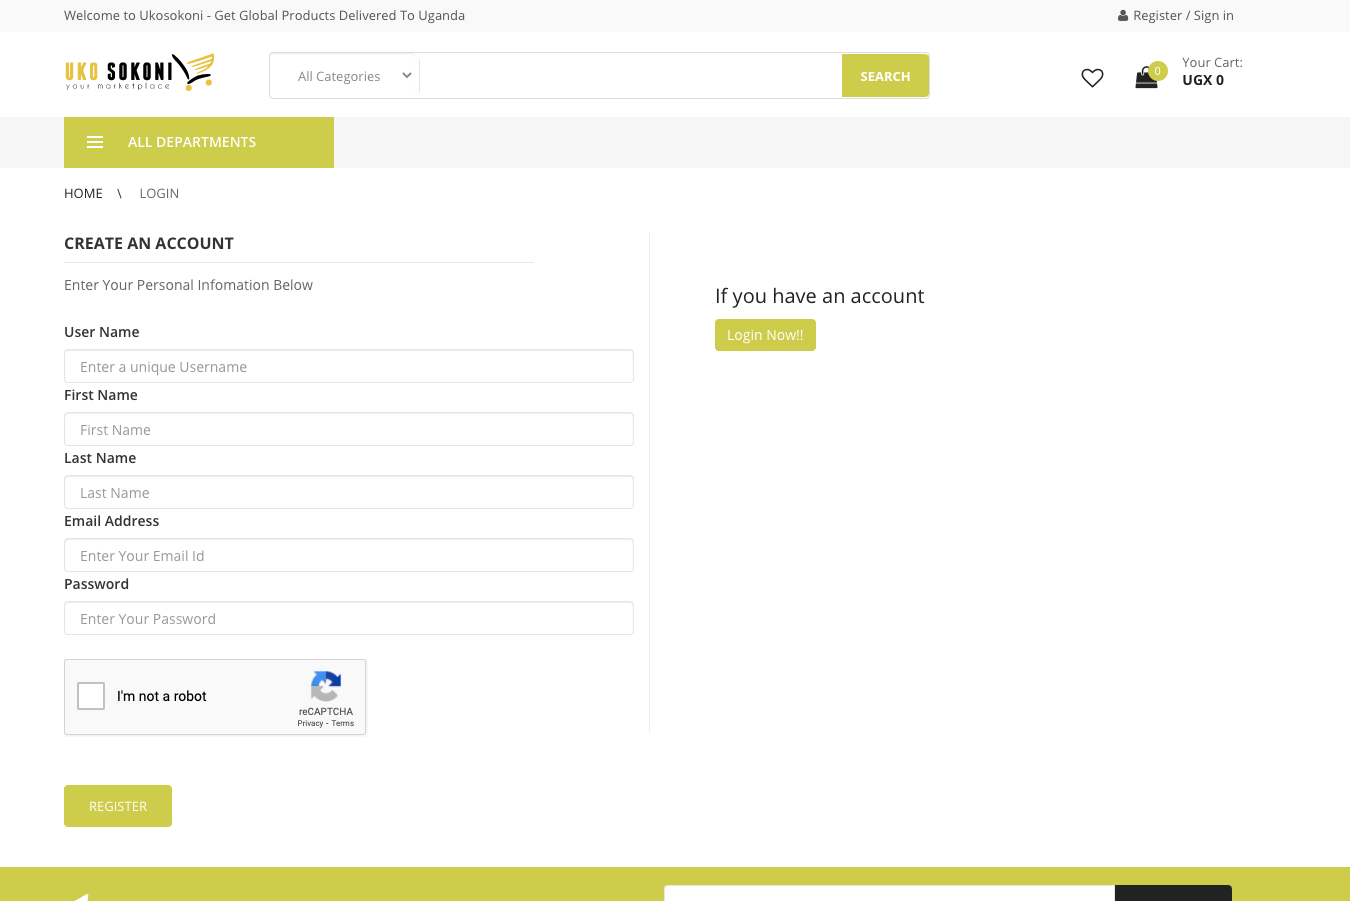 Welcome to Ukosokoni - Get Global Products Delivered To Uganda
Register / Sign in
UKO SOKONI
your marketplace
All Categories
SEARCH
0
Your Cart:
UGX 0
ALL DEPARTMENTS
HOME \ LOGIN
CREATE AN ACCOUNT
Enter Your Personal Infomation Below
If you have an account
Login Now!!
User Name
Enter a unique Username
First Name
First Name
Last Name
Last Name
Email Address
Enter Your Email Id
Password
Enter Your Password
I'm not a robot
reCAPTCHA
Privacy - Terms
REGISTER